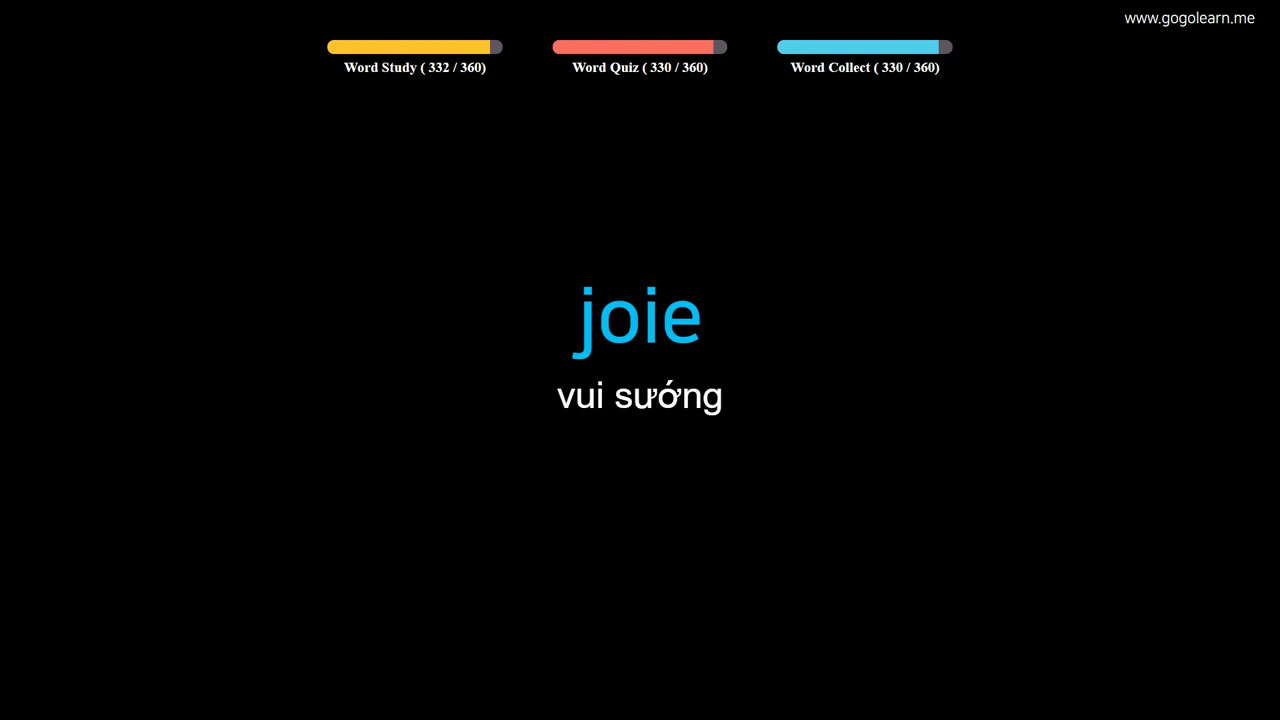 www.gogolearn.me
Word Study ( 332 / 360)
Word Quiz ( 330 / 360)
Word Collect ( 330 / 360)
joie
vui sướng